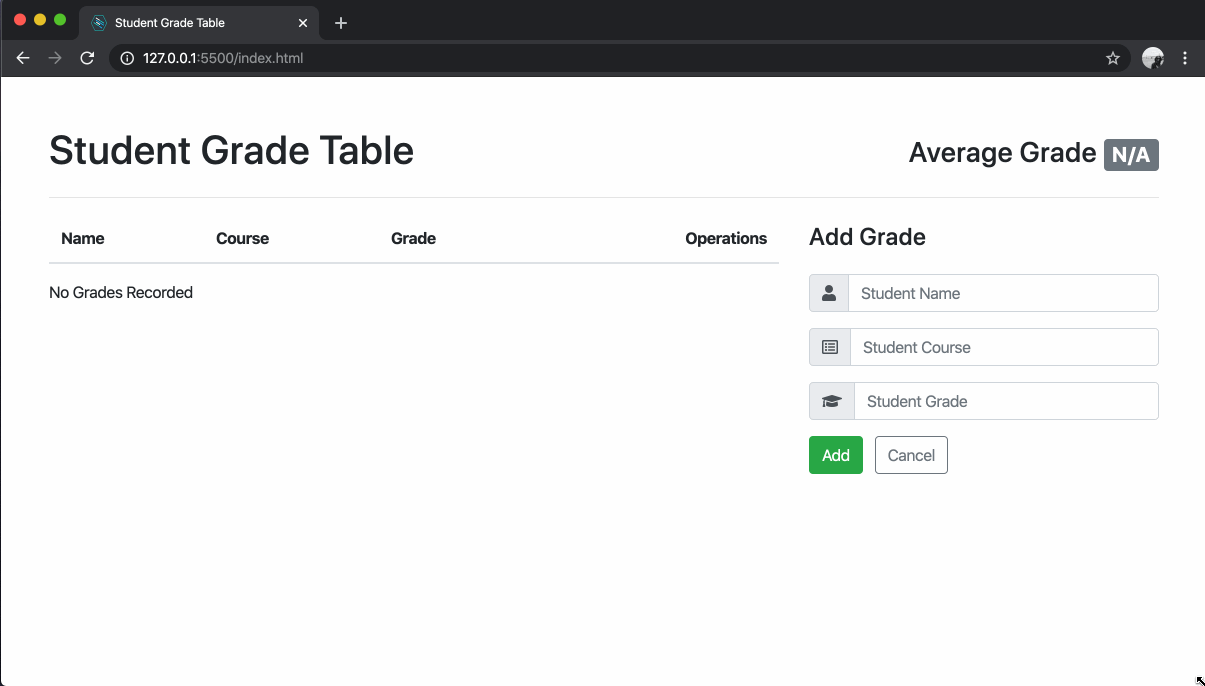 Student Grade Table
127.0.0.1:5500/index.html
Student Grade Table
Average Grade N/A
Name Course Grade Operations
No Grades Recorded
Add Grade
Student Name
Student Course
Student Grade
Add Cancel